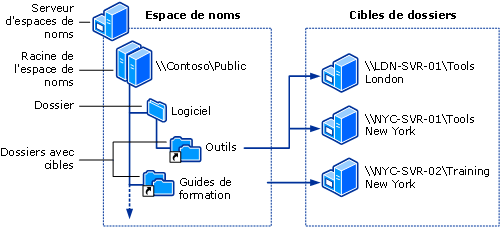 Serveur
d'espaces de
noms
Espace de noms
Cibles de dossiers
Racine de
l'espace de
noms
\\Contoso\Public
Dossier
Logiciel
Dossiers avec
cibles
Outils
Guides de
formation
\\LDN-SVR-01\Tools
London
\\NYC-SVR-01\Tools
New York
\\NYC-SVR-02\Training
New York